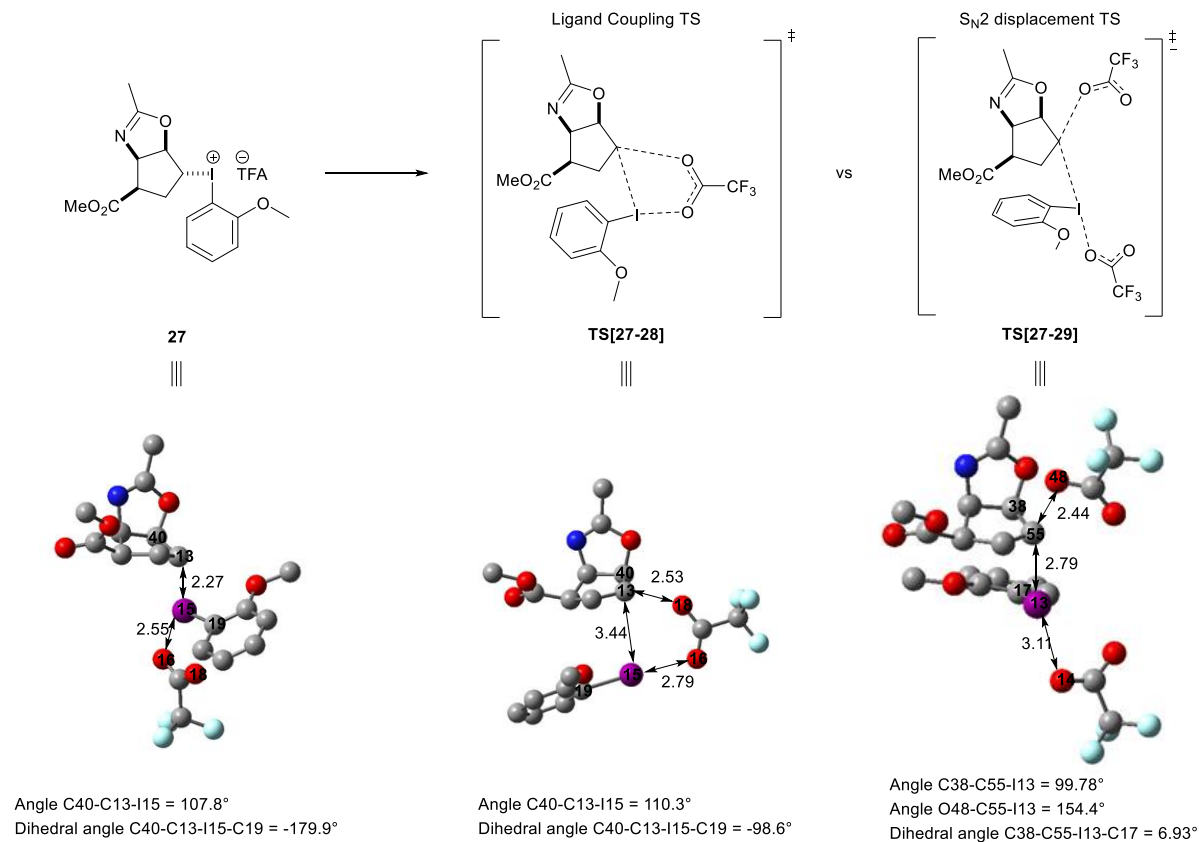 Ligand Coupling TS
SN2 displacement TS
‡
‡
–
N
O
MeO2C
I
+
–
TFA
O
N
O
MeO2C
I
O
O
CF3
O
vs
N
O
MeO2C
O
O
CF3
I
O
O
O
CF3
27
TS[27-28]
TS[27-29]
40
13
2.27
15
19
2.55
16
18
40
13
2.53
18
3.44
16
15
2.79
19
48
38
2.44
55
2.79
17
13
3.11
14
Angle C40-C13-I15 = 107.8°
Dihedral angle C40-C13-I15-C19 = -179.9°
Angle C40-C13-I15 = 110.3°
Dihedral angle C40-C13-I15-C19 = -98.6°
Angle C38-C55-I13 = 99.78°
Angle O48-C55-I13 = 154.4°
Dihedral angle C38-C55-I13-C17 = 6.93°